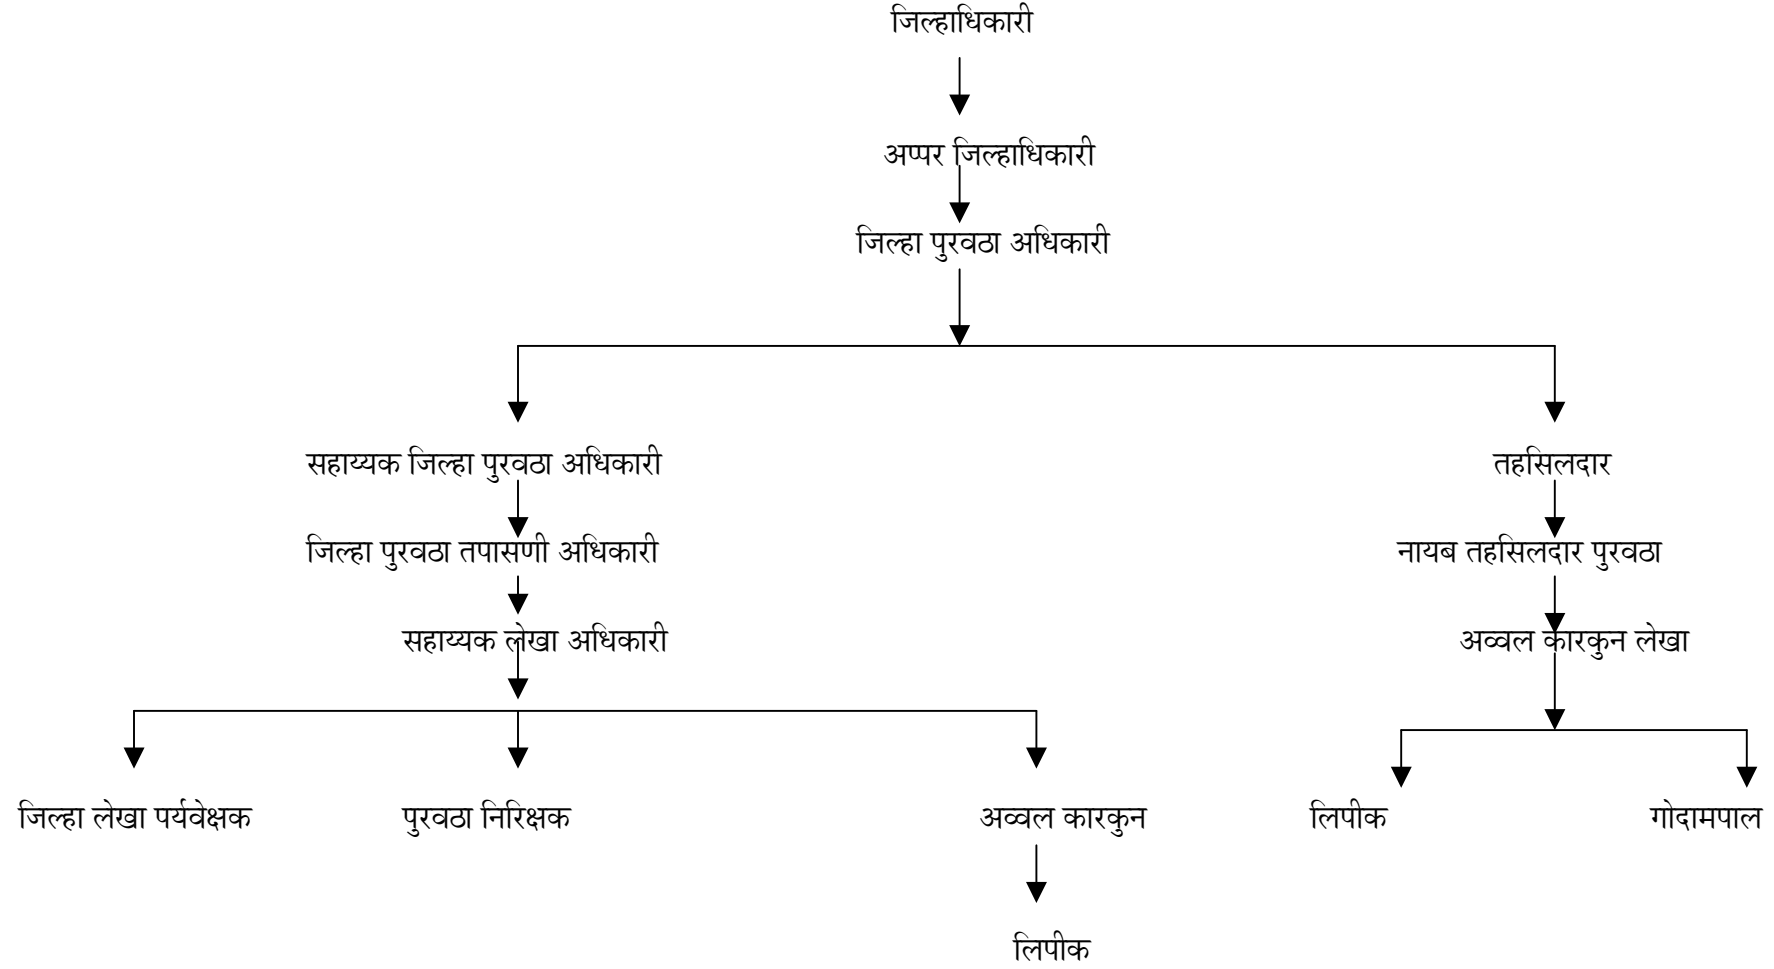 जिल्हाधिकारी
अप्पर जिल्हाधिकारी
जिल्हा पुरवठा अधिकारी
सहाय्यक जिल्हा पुरवठा अधिकारी
तहसिलदार
जिल्हा पुरवठा तपासणी अधिकारी
नायब तहसिलदार पुरवठा
सहाय्यक लेखा अधिकारी
अव्वल कारकुन लेखा
जिल्हा लेखा पर्यवेक्षक
पुरवठा निरिक्षक
अव्वल कारकुन
लिपीक
गोदामपाल
लिपीक